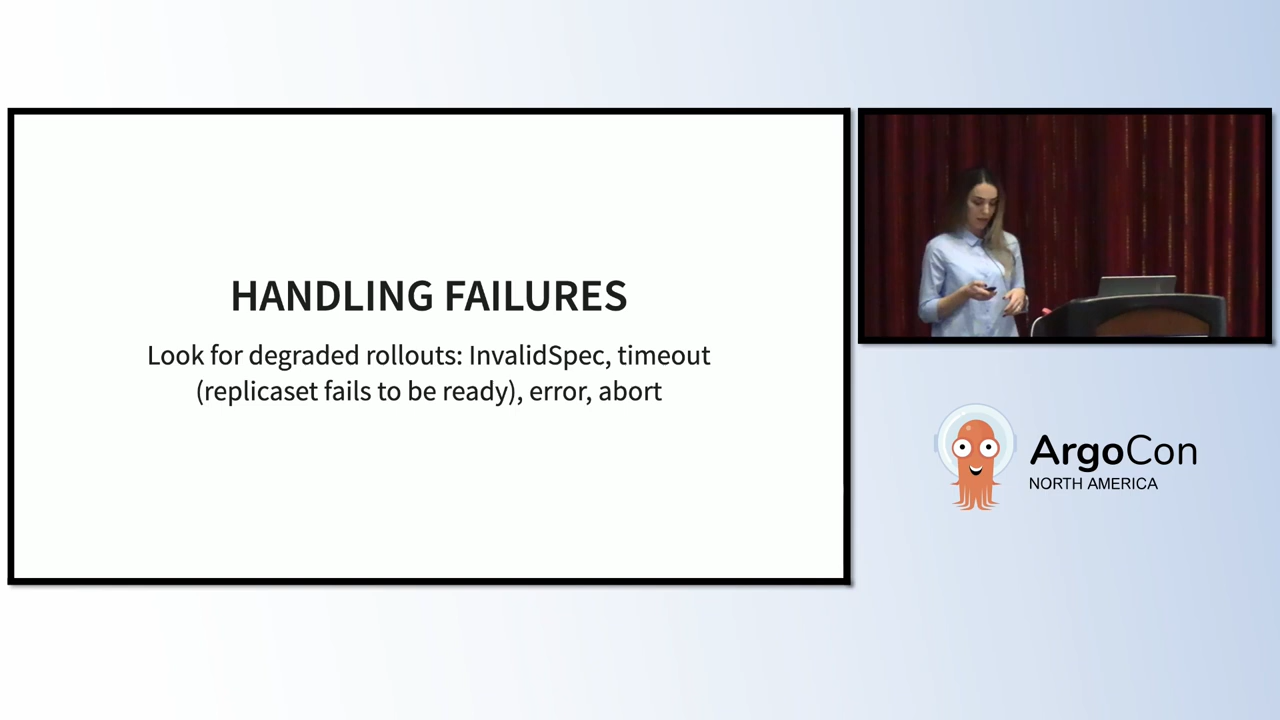 HANDLING FAILURES
Look for degraded rollouts: InvalidSpec, timeout
(replicaset fails to be ready), error, abort
ArgoCon
NORTH AMERICA